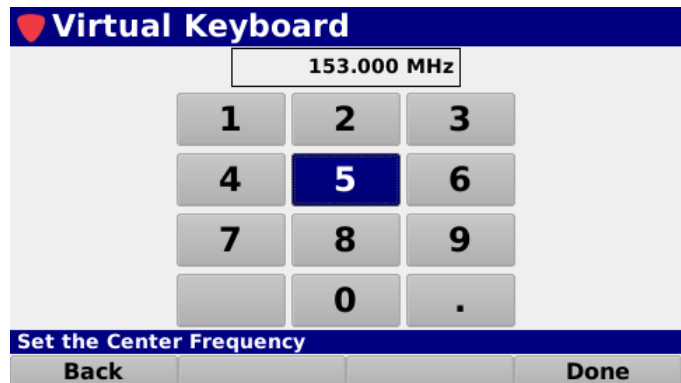 Virtual Keyboard
153.000 MHz
1 2 3
4 5 6
7 8 9
0 .
Set the Center Frequency
Back Done